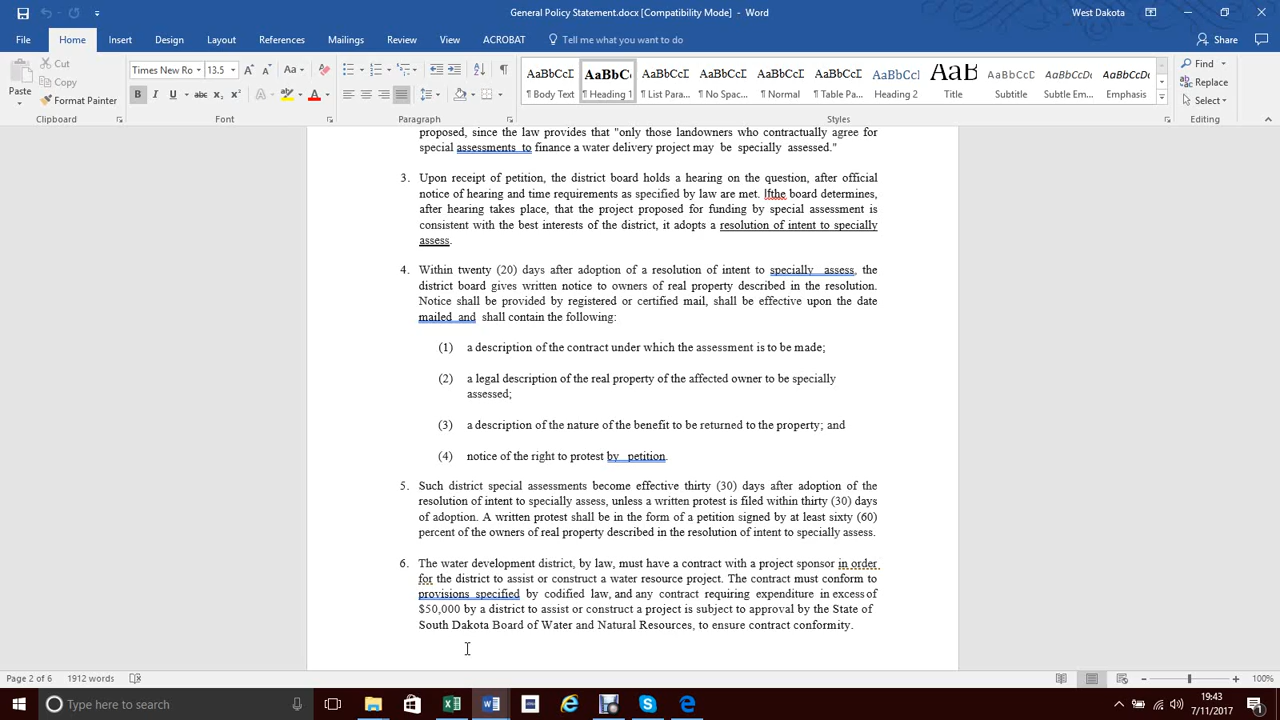 General Policy Statement.docx [Compatibility Mode] - Word
West Dakota
File Home Insert Design Layout References Mailings Review View ACROBAT Tell me what you want to do Share
Paste
Cut
Copy
Format Painter
Clipboard
Times New Ro 13.5
Font
Paragraph
AaBbCcD AaBbCc AaBbCcD AaBbCcD AaBbCcD AaBbCcD AaBbCcI AaB AaBbCcD AaBbCcD AaBbCcD
¶ Body Text ¶ Heading 1 ¶ List Para... ¶ No Spac... ¶ Normal ¶ Table Pa... Heading 2 Title Subtitle Subtle Em... Emphasis
Styles
Find
Replace
Select
Editing
proposed, since the law provides that "only those landowners who contractually agree for
special assessments to finance a water delivery project may be specially assessed."
3. Upon receipt of petition, the district board holds a hearing on the question, after official
notice of hearing and time requirements as specified by law are met. Ifthe board determines,
after hearing takes place, that the project proposed for funding by special assessment is
consistent with the best interests of the district, it adopts a resolution of intent to specially
assess.
4. Within twenty (20) days after adoption of a resolution of intent to specially assess, the
district board gives written notice to owners of real property described in the resolution.
Notice shall be provided by registered or certified mail, shall be effective upon the date
mailed and shall contain the following:
(1) a description of the contract under which the assessment is to be made;
(2) a legal description of the real property of the affected owner to be specially
assessed;
(3) a description of the nature of the benefit to be returned to the property; and
(4) notice of the right to protest by petition.
5. Such district special assessments become effective thirty (30) days after adoption of the
resolution of intent to specially assess, unless a written protest is filed within thirty (30) days
of adoption. A written protest shall be in the form of a petition signed by at least sixty (60)
percent of the owners of real property described in the resolution of intent to specially assess.
6. The water development district, by law, must have a contract with a project sponsor in order
for the district to assist or construct a water resource project. The contract must conform to
provisions specified by codified law, and any contract requiring expenditure in excess of
$50,000 by a district to assist or construct a project is subject to approval by the State of
South Dakota Board of Water and Natural Resources, to ensure contract conformity.
Page 2 of 6 1912 words 100%
Type here to search
19:43
7/11/2017